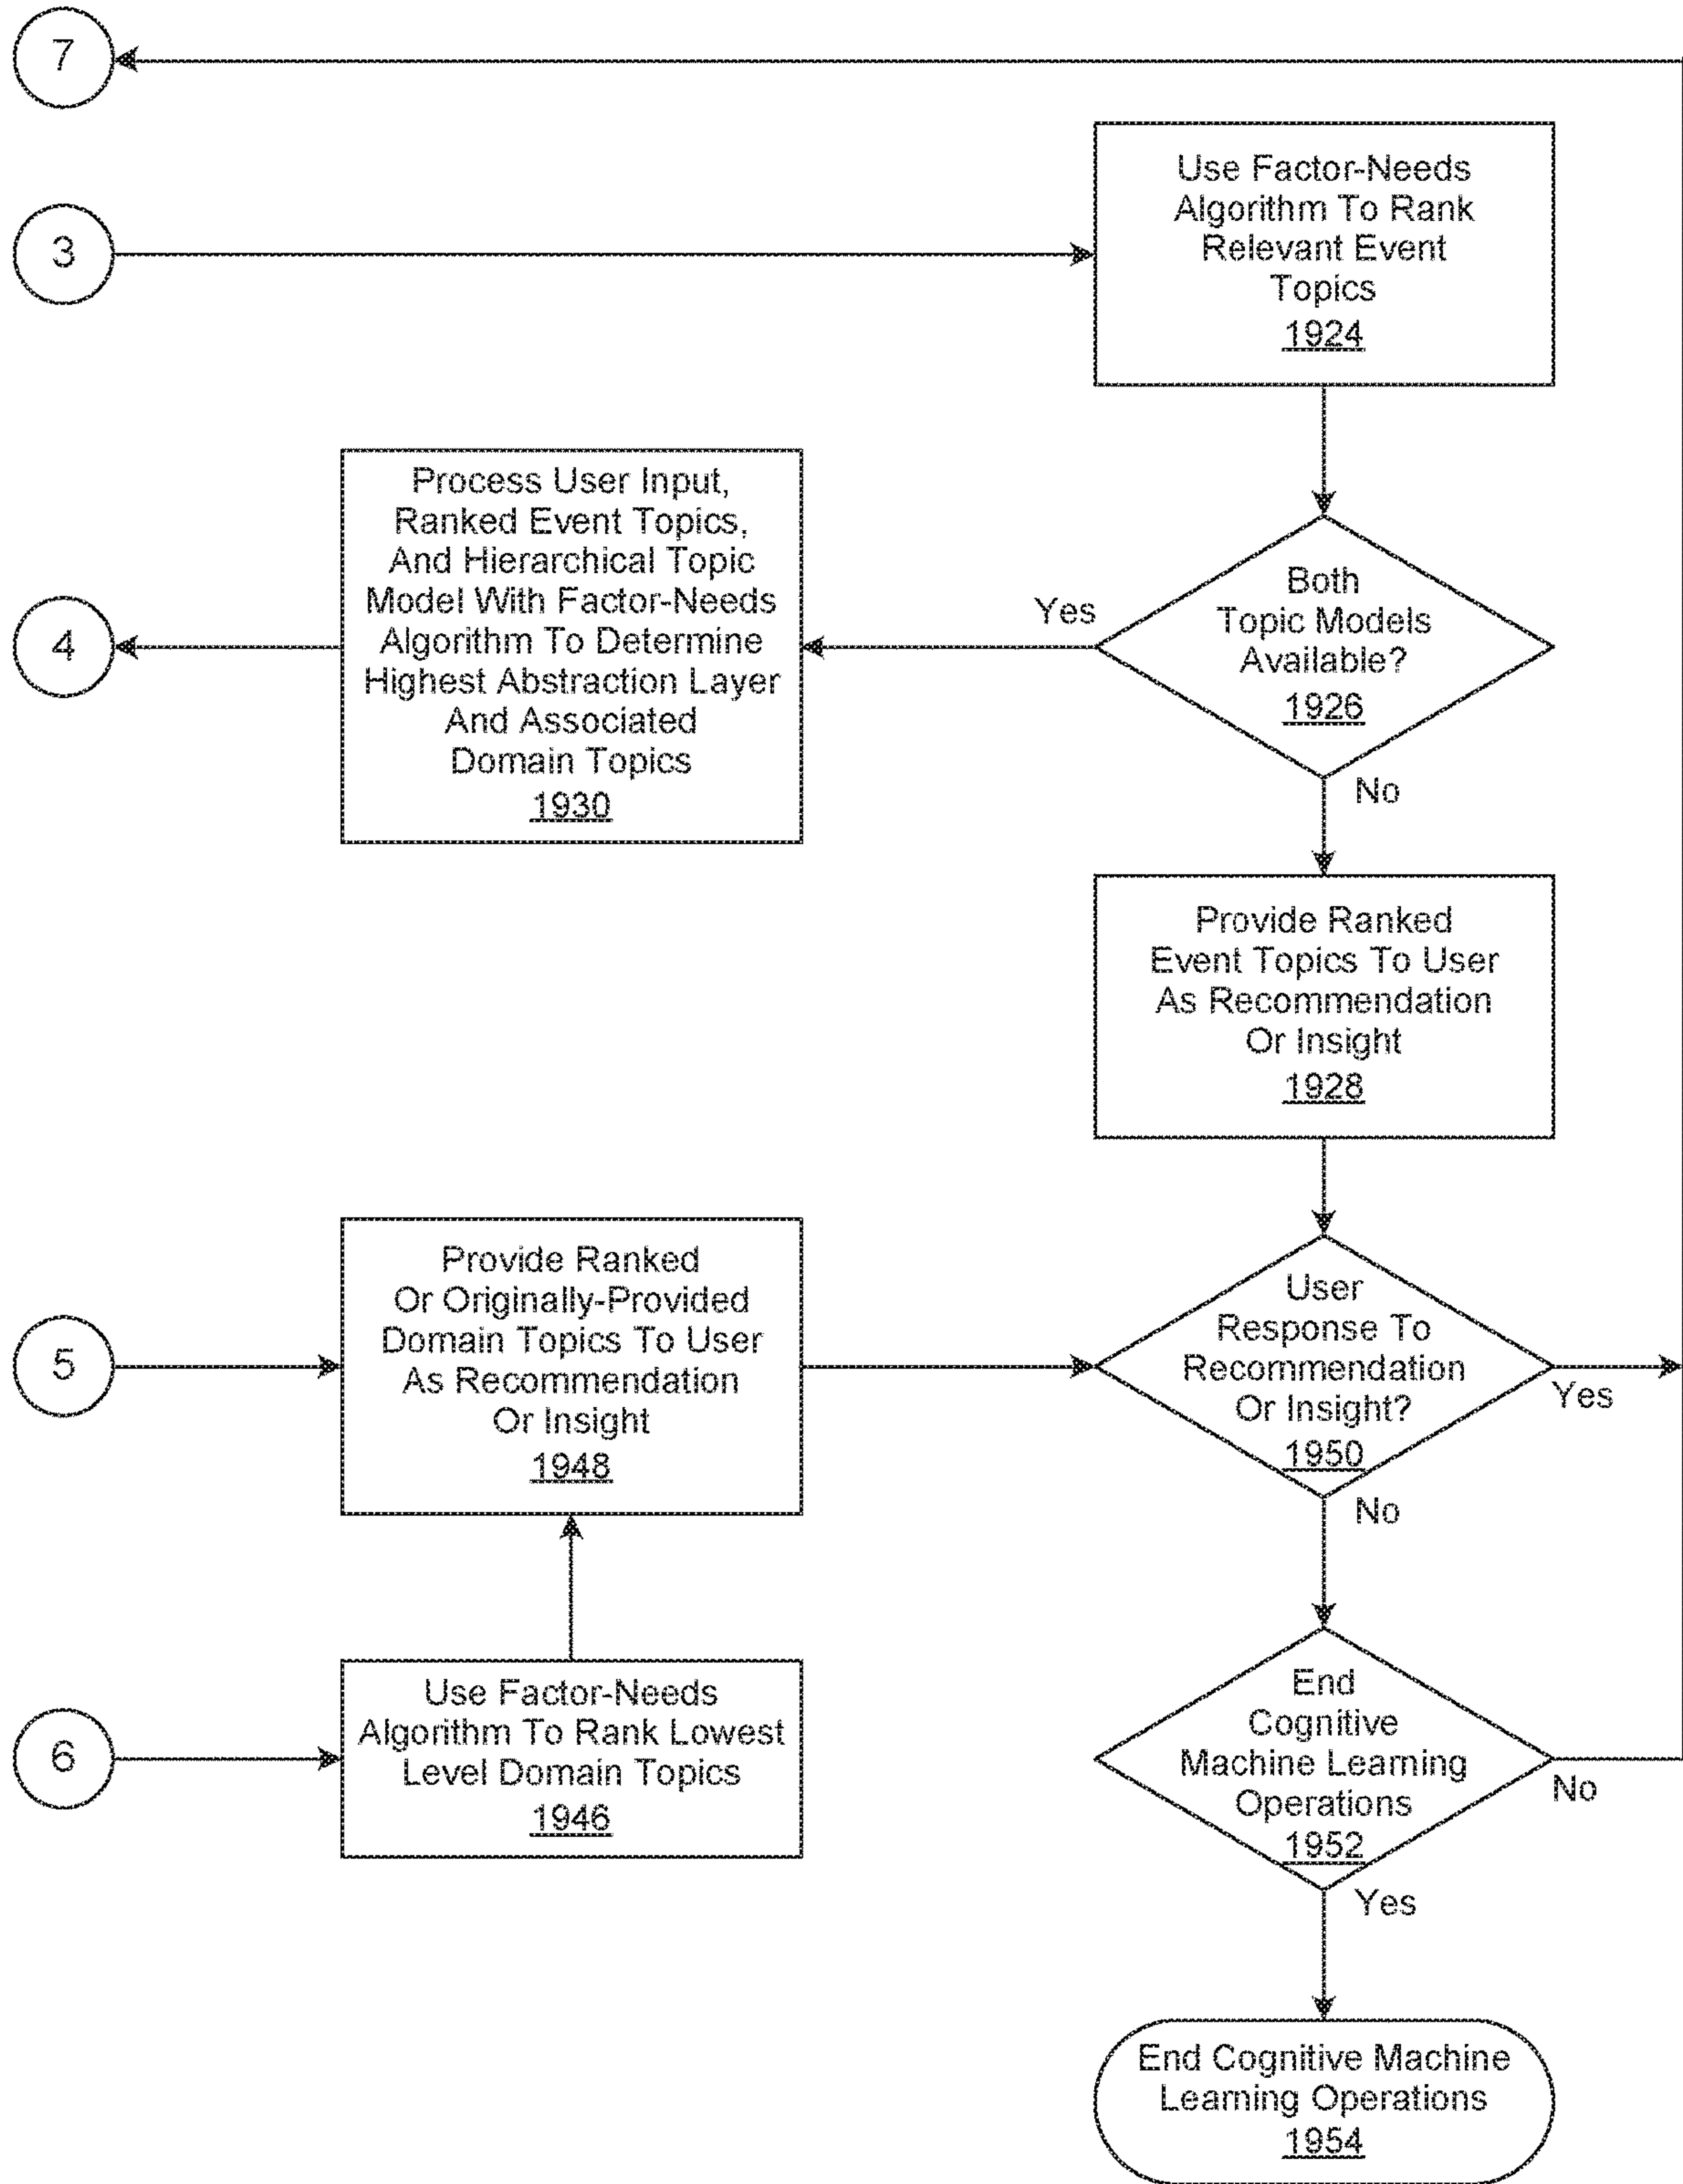 7
3
Use Factor-Needs
Algorithm To Rank
Relevant Event
Topics
1924
4
Process User Input,
Ranked Event Topics,
And Hierarchical Topic
Model With Factor-Needs
Algorithm To Determine
Highest Abstraction Layer
And Associated
Domain Topics
1930
Yes
Both
Topic Models
Available?
1926
No
Provide Ranked
Event Topics To User
As Recommendation
Or Insight
1928
5
Provide Ranked
Or Originally-Provided
Domain Topics To User
As Recommendation
Or Insight
1948
User
Response To
Recommendation
Or Insight?
1950
Yes
No
6
Use Factor-Needs
Algorithm To Rank Lowest
Level Domain Topics
1946
End
Cognitive
Machine Learning
Operations
1952
No
Yes
End Cognitive Machine
Learning Operations
1954